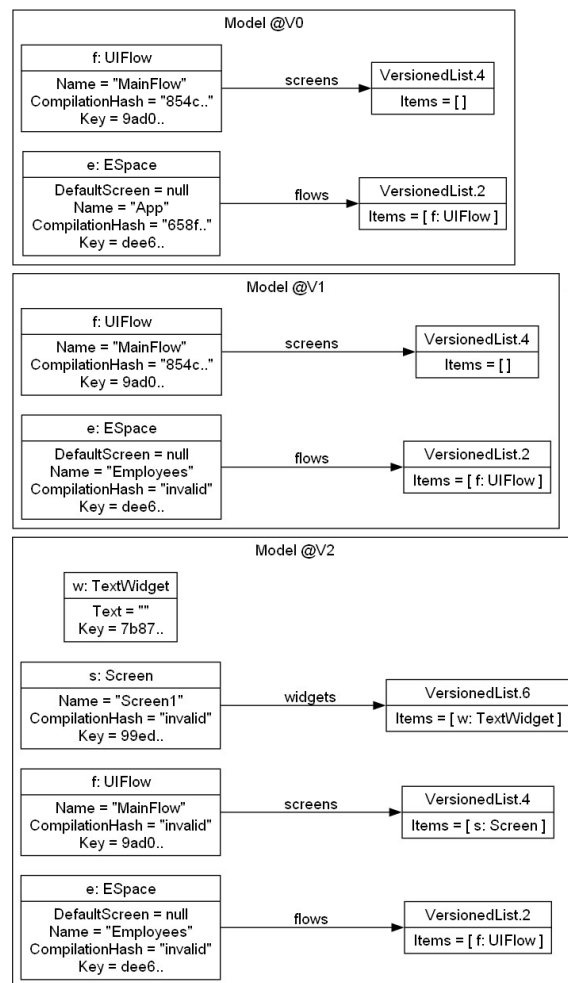 Model @V0
f: UIFlow
Name = "MainFlow"
CompilationHash = "854c.."
Key = 9ad0..
screens
VersionedList.4
Items = [ ]
e: ESpace
DefaultScreen = null
Name = "App"
CompilationHash = "658f.."
Key = dee6..
flows
VersionedList.2
Items = [ f: UIFlow ]
Model @V1
f: UIFlow
Name = "MainFlow"
CompilationHash = "854c.."
Key = 9ad0..
screens
VersionedList.4
Items = [ ]
e: ESpace
DefaultScreen = null
Name = "Employees"
CompilationHash = "invalid"
Key = dee6..
flows
VersionedList.2
Items = [ f: UIFlow ]
Model @V2
w: TextWidget
Text = ""
Key = 7b87..
s: Screen
Name = "Screen1"
CompilationHash = "invalid"
Key = 99ed..
widgets
VersionedList.6
Items = [ w: TextWidget ]
f: UIFlow
Name = "MainFlow"
CompilationHash = "invalid"
Key = 9ad0..
screens
VersionedList.4
Items = [ s: Screen ]
e: ESpace
DefaultScreen = null
Name = "Employees"
CompilationHash = "invalid"
Key = dee6..
flows
VersionedList.2
Items = [ f: UIFlow ]